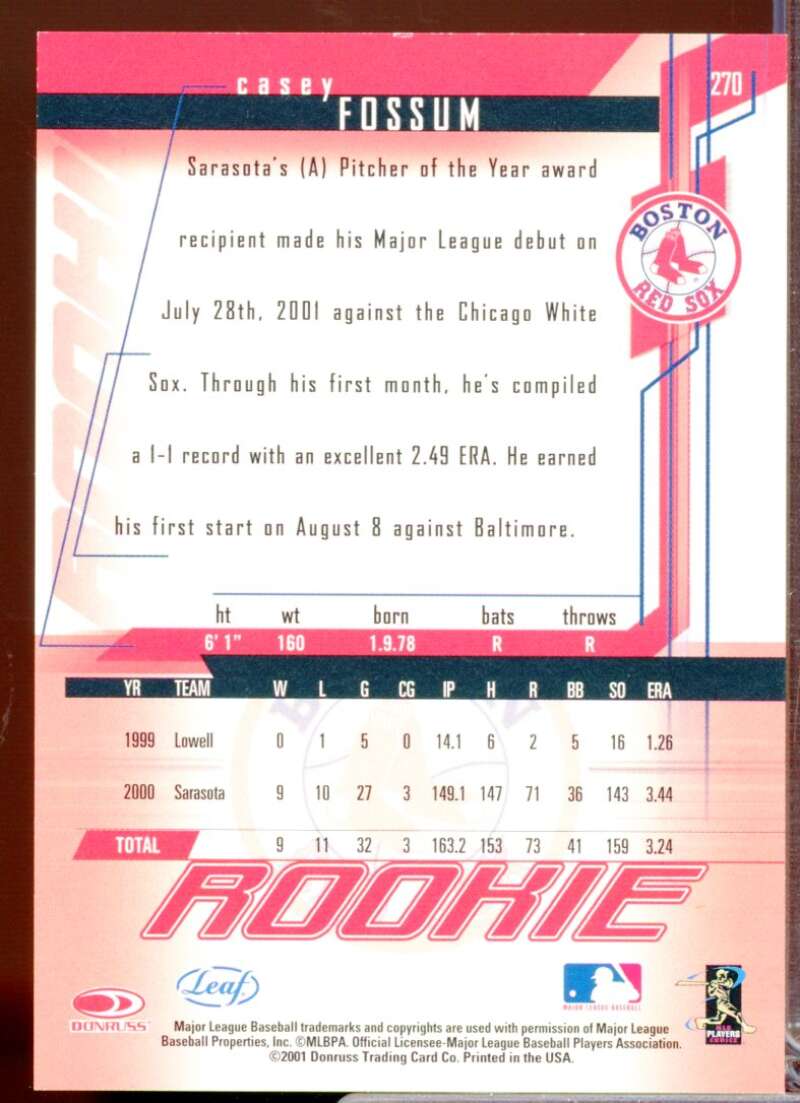 270
casey
FOSSUM
Sarasota's (A) Pitcher of the Year award
recipient made his Major League debut on
July 28th, 2001 against the Chicago White
Sox. Through his first month, he's compiled
a 1-1 record with an excellent 2.49 ERA. He earned
his first start on August 8 against Baltimore.
BOSTON
RED SOX
ROOKIE
ht wt born bats throws
6' 1" 160 1.9.78 R R
YR TEAM W L G CG IP H R BB SO ERA
1999 Lowell 0 1 5 0 14.1 6 2 5 16 1.26
2000 Sarasota 9 10 27 3 149.1 147 71 36 143 3.44
TOTAL 9 11 32 3 163.2 153 73 41 159 3.24
ROOKIE
DONRUSS
Leaf
MAJOR LEAGUE BASEBALL
MLB
PLAYERS
CHOICE
Major League Baseball trademarks and copyrights are used with permission of Major League
Baseball Properties, Inc. ©MLBPA. Official Licensee-Major League Baseball Players Association.
©2001 Donruss Trading Card Co. Printed in the USA.